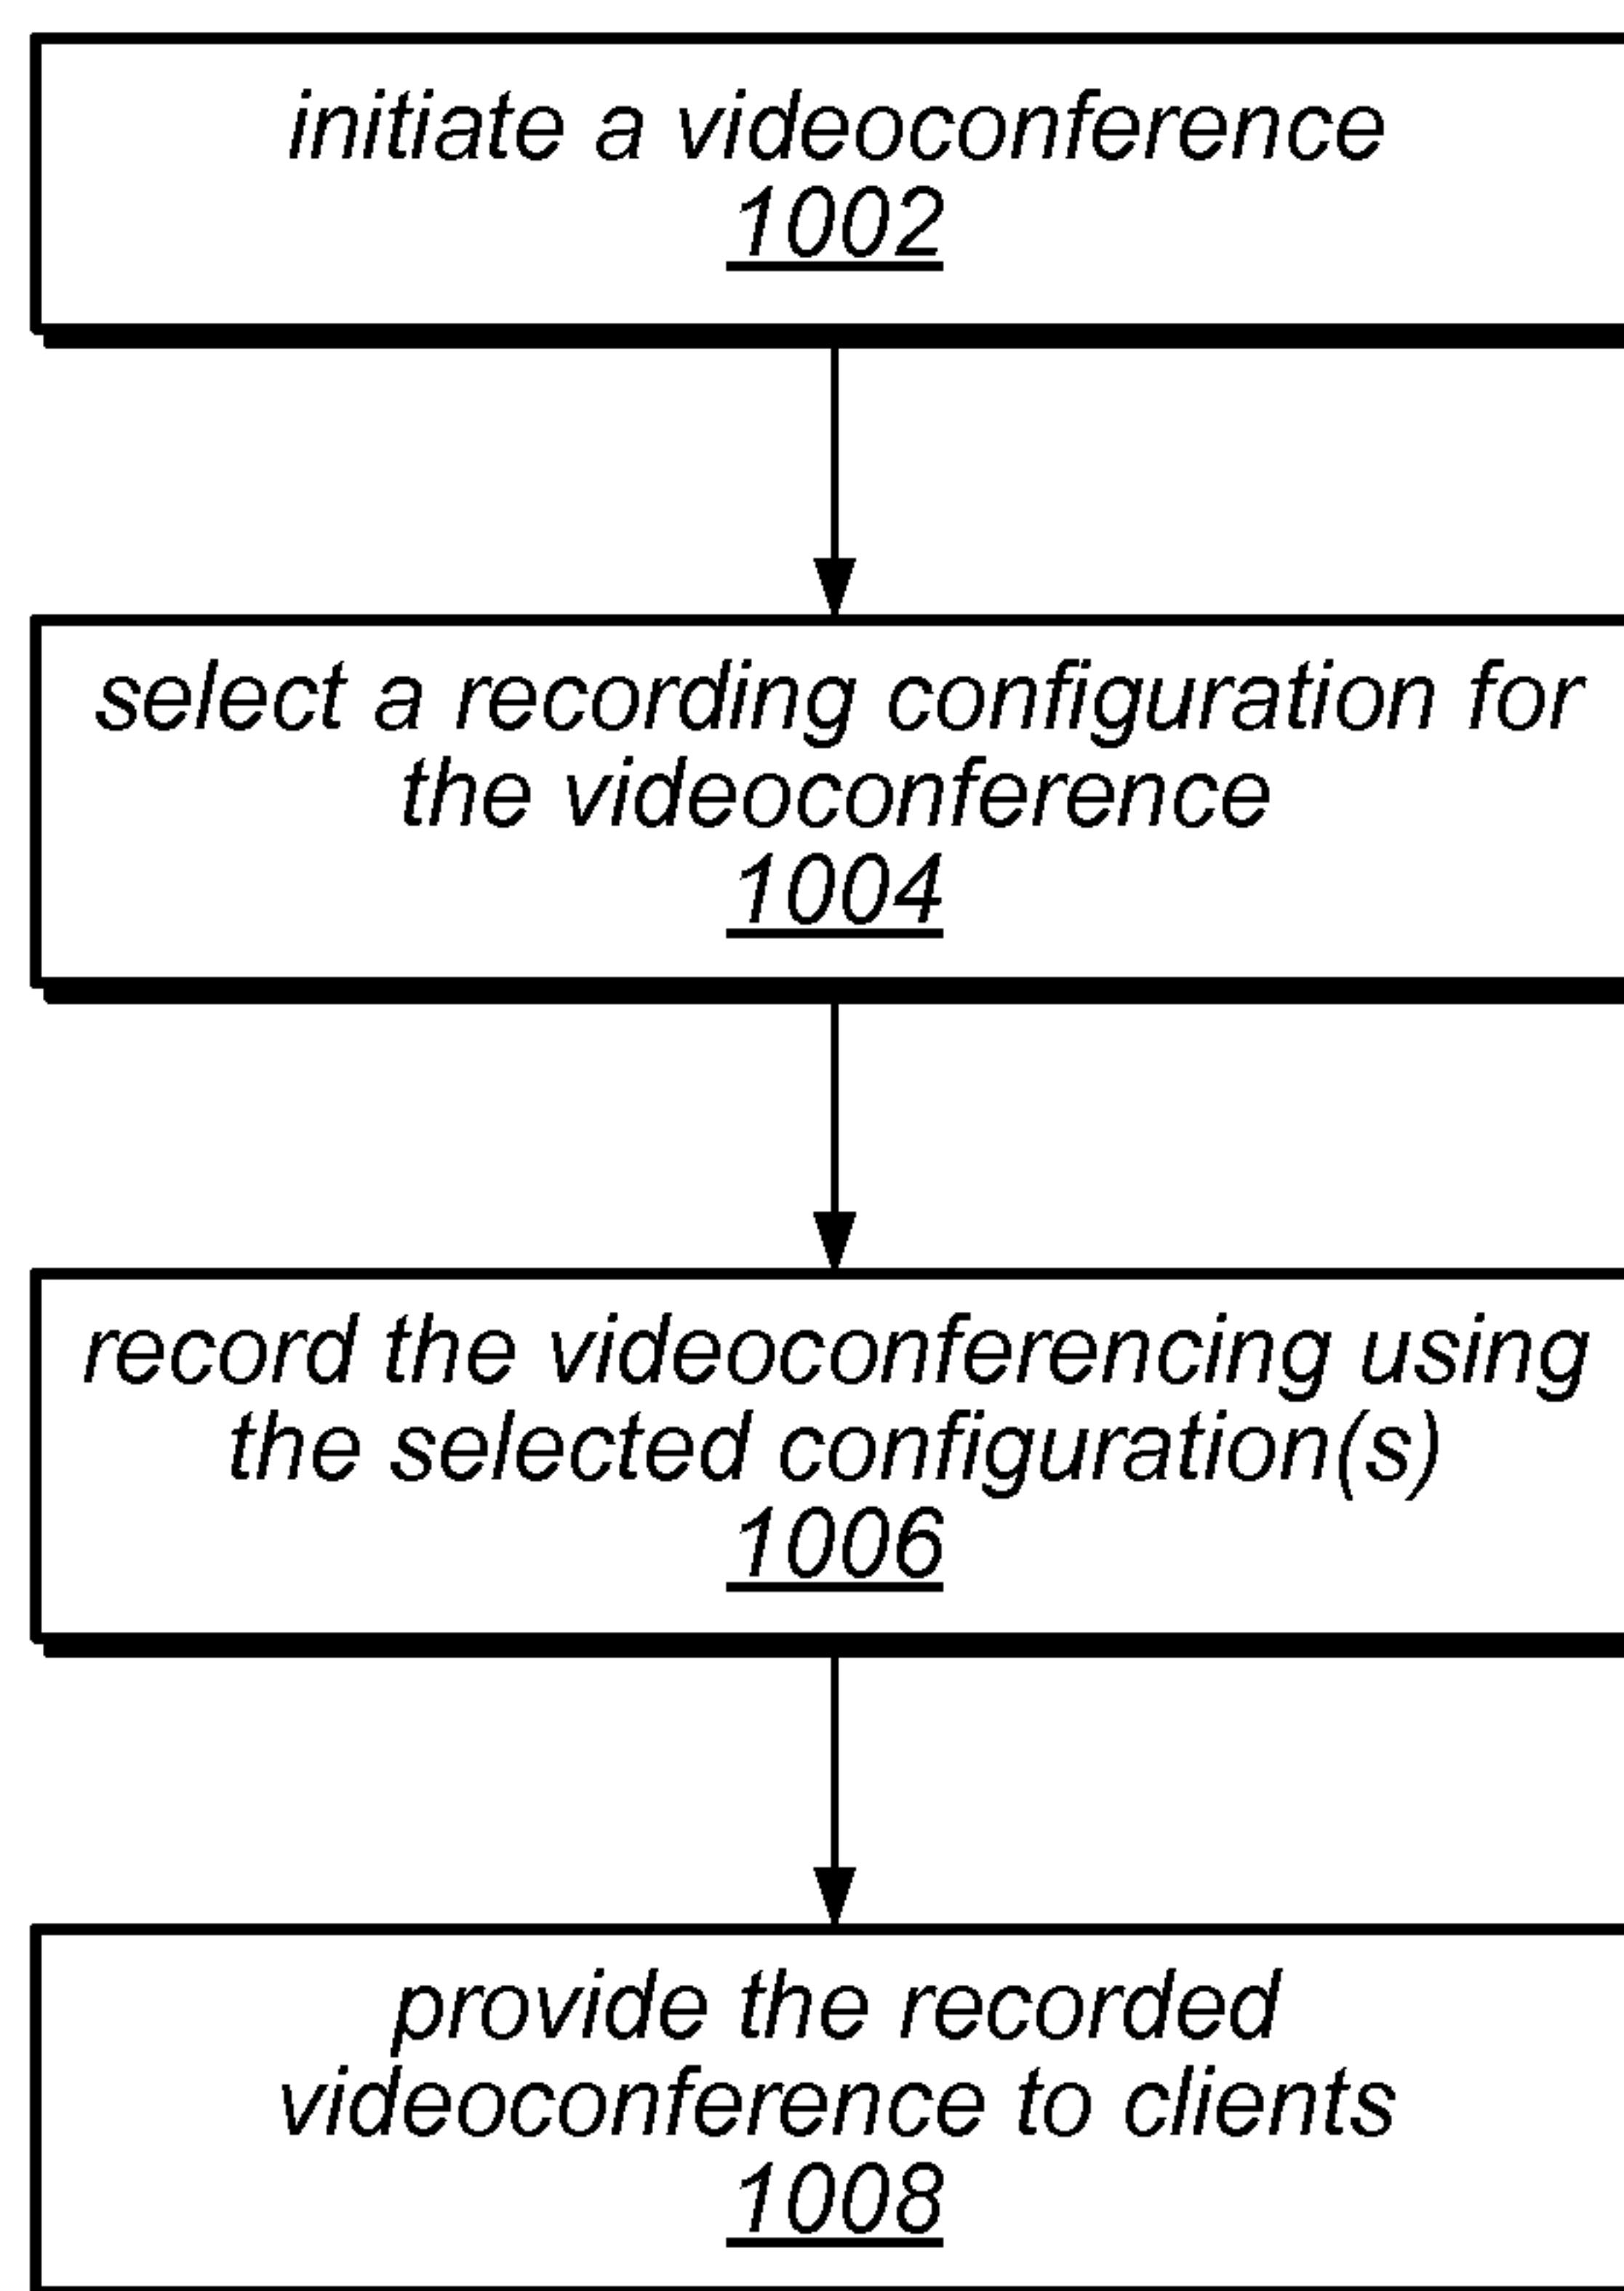 initiate a videoconference
1002
select a recording configuration for
the videoconference
1004
record the videoconferencing using
the selected configuration(s)
1006
provide the recorded
videoconference to clients
1008